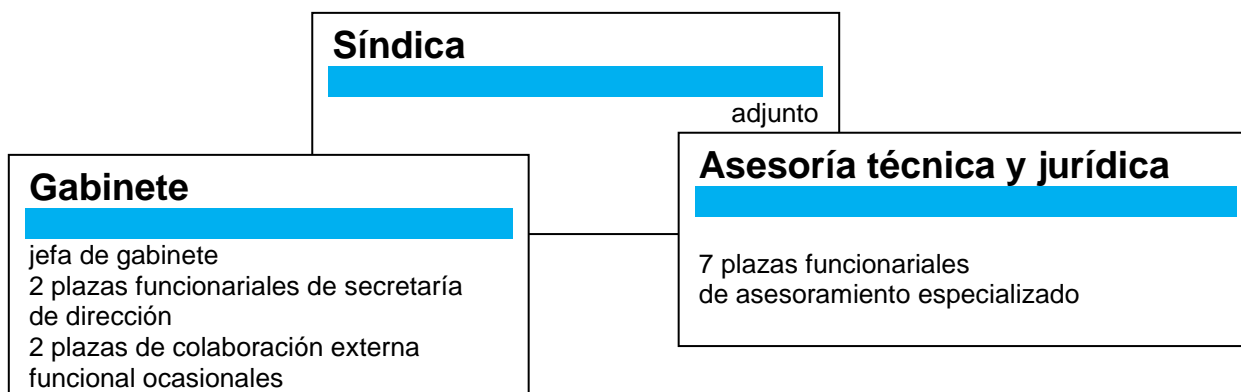 Síndica
adjunto
Gabinete
jefa de gabinete
2 plazas funcionariales de secretaría
de dirección
2 plazas de colaboración externa
funcional ocasionales
Asesoría técnica y jurídica
7 plazas funcionariales
de asesoramiento especializado